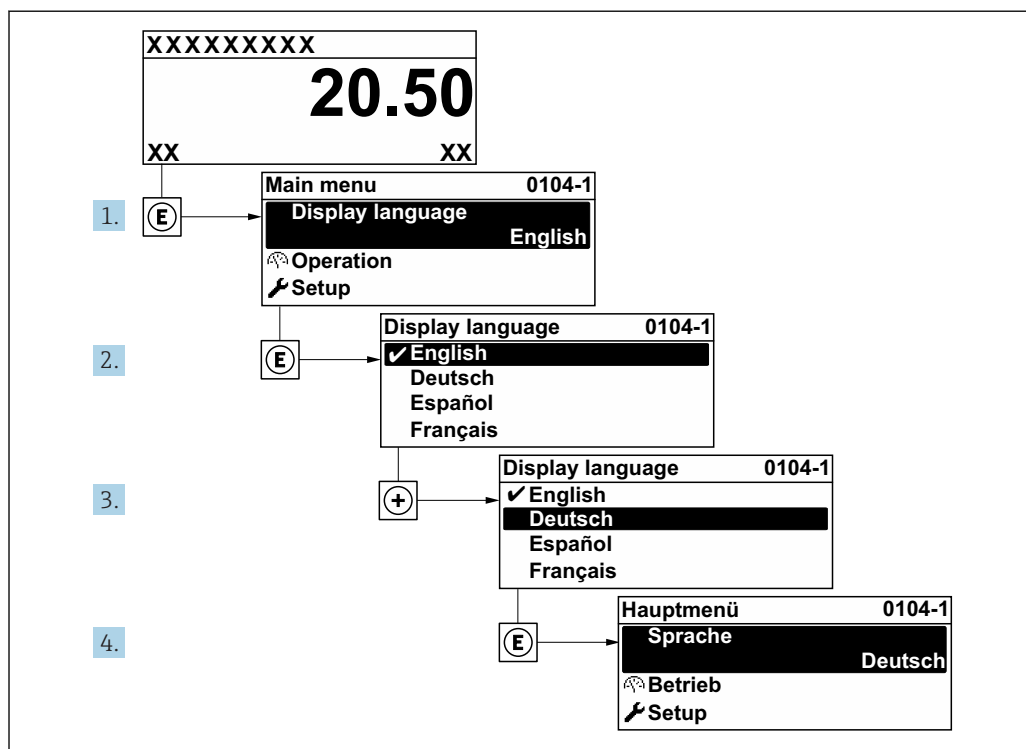 XXXXXXXXX
20.50
XX XX
1. E
Main menu 0104-1
Display language
English
Operation
Setup
2. E
Display language 0104-1
✔English
Deutsch
Español
Français
3. +
Display language 0104-1
✔English
Deutsch
Español
Français
4. E
Hauptmenü 0104-1
Sprache
Deutsch
Betrieb
Setup